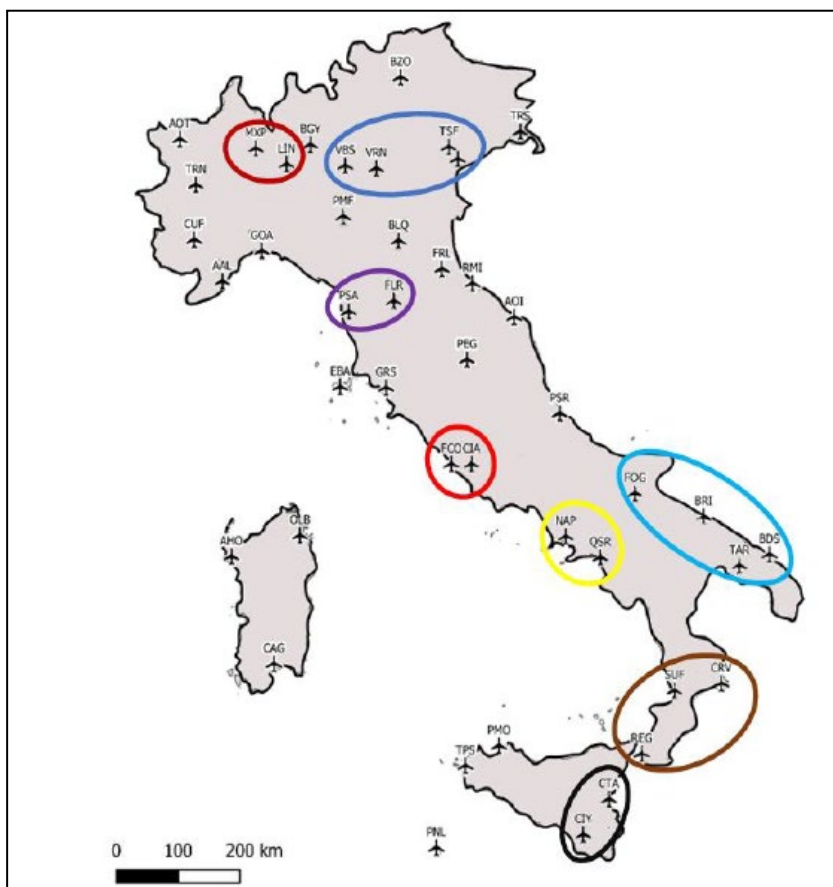 BZO
AOT
MXP
LIN
BGY
VBS
VRN
TSF
TRS
TRN
PMF
CUF
GOA
BLQ
AAL
FRL
RMI
PSA
FLR
AOI
PEG
EBA
GRS
PSR
FCO
CIA
FOG
BRI
OLB
NAP
AHO
QSR
TAR
BDS
CAG
SUF
CRV
PMO
REG
TPS
CTA
CIY
PNL
0 100 200 km